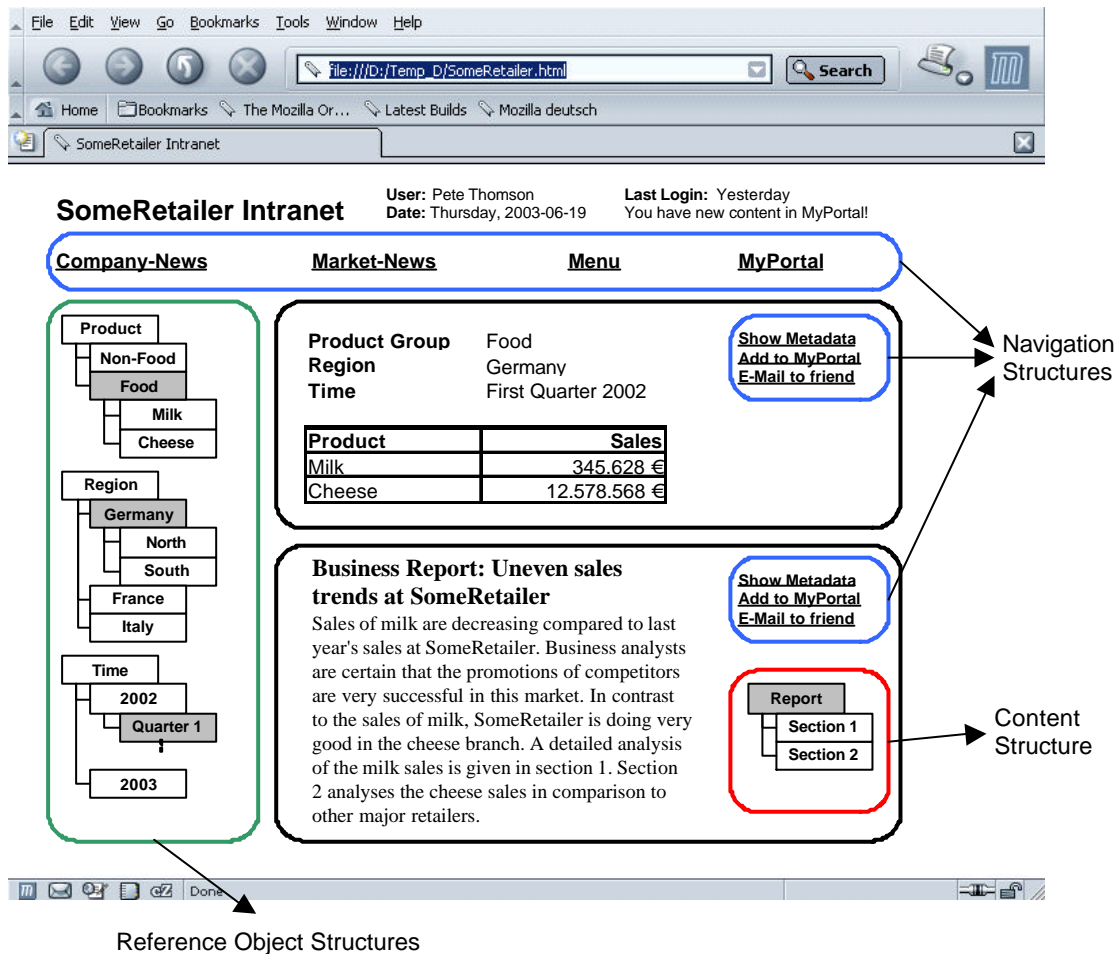 File Edit View Go Bookmarks Tools Window Help
file:///D:/Temp_D/SomeRetailer.html
Search
Home Bookmarks The Mozilla Or... Latest Builds Mozilla deutsch
SomeRetailer Intranet
SomeRetailer Intranet
User: Pete Thomson
Date: Thursday, 2003-06-19
Last Login: Yesterday
You have new content in MyPortal!
Company-News Market-News Menu MyPortal
Product
Non-Food
Food
Milk
Cheese
Region
Germany
North
South
France
Italy
Time
2002
Quarter 1
2003
Product Group Food
Region Germany
Time First Quarter 2002
Show Metadata
Add to MyPortal
E-Mail to friend
Product Sales
Milk 345.628 €
Cheese 12.578.568 €
Business Report: Uneven sales
trends at SomeRetailer
Sales of milk are decreasing compared to last
year's sales at SomeRetailer. Business analysts
are certain that the promotions of competitors
are very successful in this market. In contrast
to the sales of milk, SomeRetailer is doing very
good in the cheese branch. A detailed analysis
of the milk sales is given in section 1. Section
2 analyses the cheese sales in comparison to
other major retailers.
Show Metadata
Add to MyPortal
E-Mail to friend
Report
Section 1
Section 2
Navigation
Structures
Content
Structure
Done
Reference Object Structures